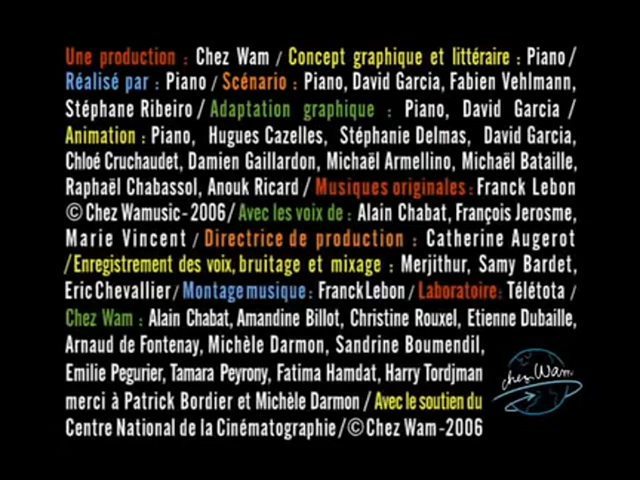 Une production : Chez Wam / Concept graphique et littéraire : Piano /
Réalisé par : Piano / Scénario : Piano, David Garcia, Fabien Vehlmann,
Stéphane Ribeiro / Adaptation graphique : Piano, David Garcia /
Animation : Piano, Hugues Cazelles, Stéphanie Delmas, David Garcia,
Chloé Cruchaudet, Damien Gaillardon, Michaël Armellino, Michaël Bataille,
Raphaël Chabassol, Anouk Ricard / Musiques originales : Franck Lebon
© Chez Wamusic - 2006 / Avec les voix de : Alain Chabat, François Jerosme,
Marie Vincent / Directrice de production : Catherine Augerot
/ Enregistrement des voix, bruitage et mixage : Merjithur, Samy Bardet,
Eric Chevallier / Montage musique : Franck Lebon / Laboratoire : Télétota /
Chez Wam : Alain Chabat, Amandine Billot, Christine Rouxel, Etienne Dubaille,
Arnaud de Fontenay, Michèle Darmon, Sandrine Boumendil,
Emilie Pegurier, Tamara Peyrony, Fatima Hamdat, Harry Tordjman
merci à Patrick Bordier et Michèle Darmon / Avec le soutien du
Centre National de la Cinématographie / © Chez Wam - 2006
chez Wam